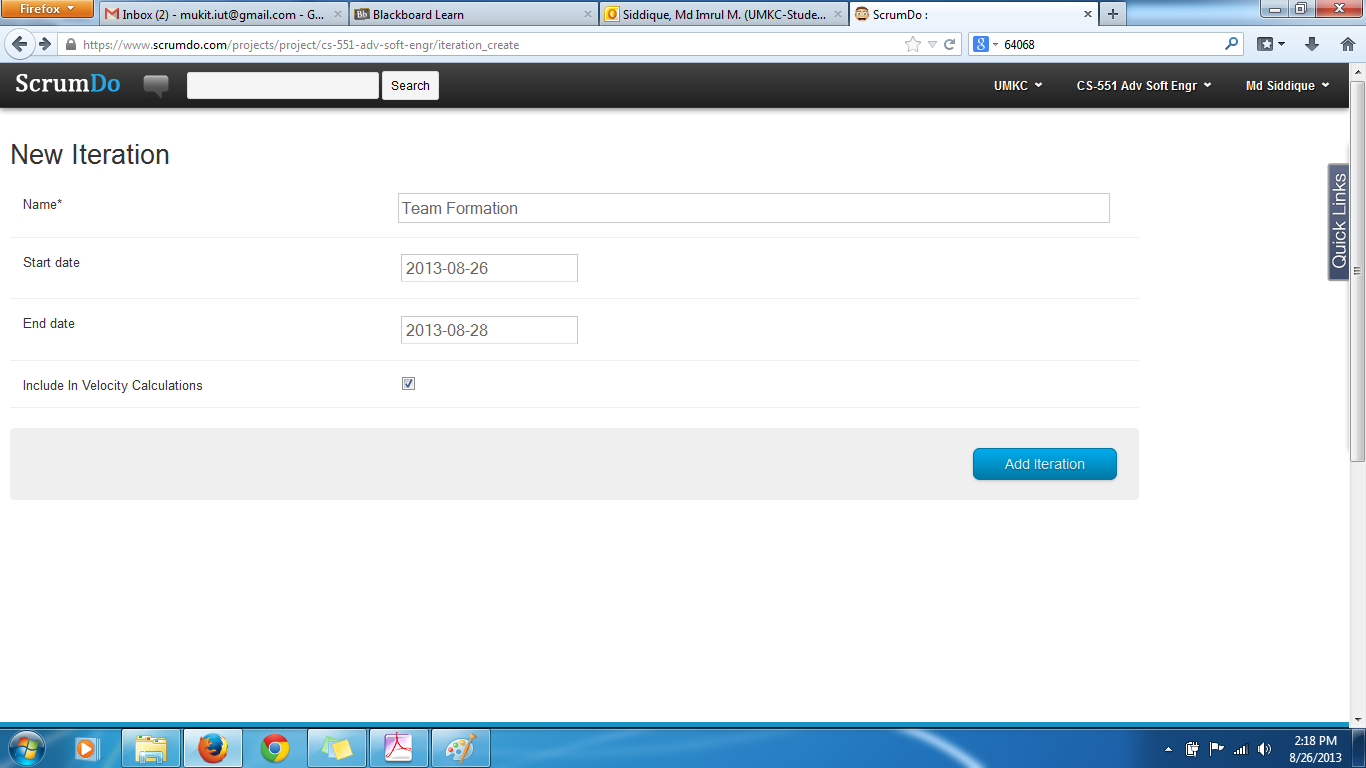 Firefox
Inbox (2) - mukit.iut@gmail.com - G...
Bb Blackboard Learn
Siddique, Md Imrul M. (UMKC-Stude...
ScrumDo :
https://www.scrumdo.com/projects/project/cs-551-adv-soft-engr/iteration_create
8 64068
ScrumDo
Search
UMKC
CS-551 Adv Soft Engr
Md Siddique
New Iteration
Quick Links
Name*
Team Formation
Start date
2013-08-26
End date
2013-08-28
Include In Velocity Calculations
Add Iteration
2:18 PM
8/26/2013